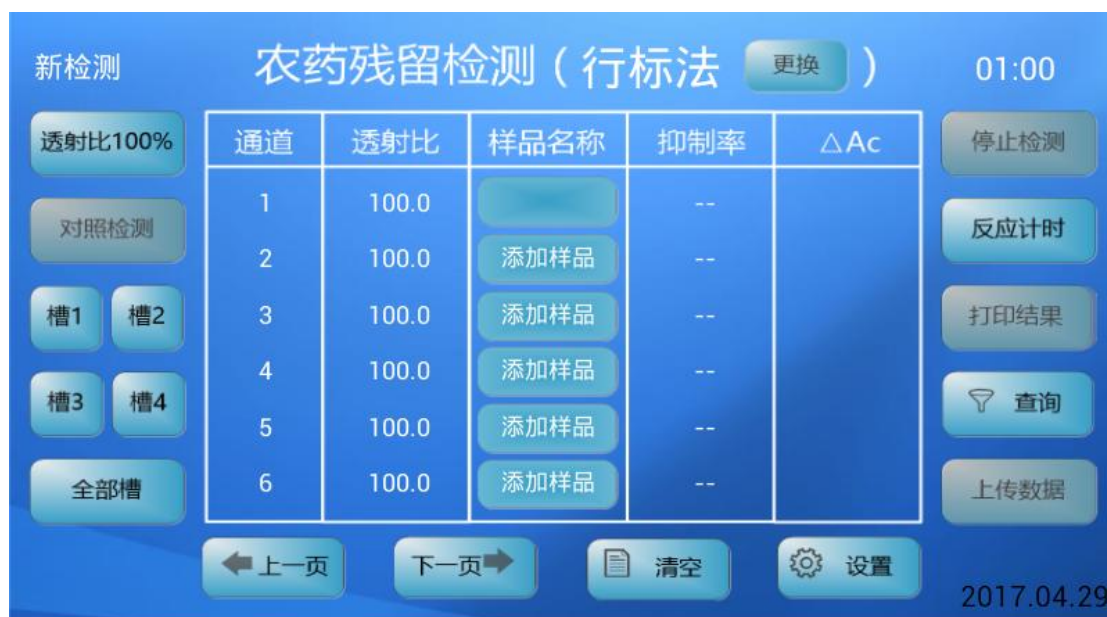 新检测 农药残留检测(行标法 更换 ) 01:00
透射比100% 通道 透射比 样品名称 抑制率 △Ac 停止检测
1 100.0 --
对照检测 反应计时
2 100.0 添加样品 --
槽1 槽2 3 100.0 添加样品 -- 打印结果
4 100.0 添加样品 --
槽3 槽4 查询
5 100.0 添加样品 --
全部槽 6 100.0 添加样品 -- 上传数据
上一页 下一页 清空 设置
2017.04.29